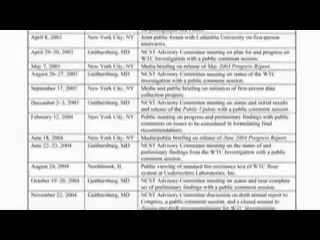 April 8, 2003 New York City, NY Joint public forum with Columbia University on first-person
interviews.
April 29–30, 2003 Gaithersburg, MD NCST Advisory Committee meeting on plan for and progress on
WTC Investigation with a public comment session.
May 7, 2003 New York City, NY Media briefing on release of May 2003 Progress Report.
August 26–27, 2003 Gaithersburg, MD NCST Advisory Committee meeting on status of the WTC
investigation with a public comment session.
September 17, 2003 New York City, NY Media and public briefing on initiation of first-person data
collection projects.
December 2–3, 2003 Gaithersburg, MD NCST Advisory Committee meeting on status and initial results
and release of the Public Update with a public comment session.
February 12, 2004 New York City, NY Public meeting on progress and preliminary findings with public
comments on issues to be considered in formulating final
recommendations.
June 18, 2004 New York City, NY Media/public briefing on release of June 2004 Progress Report.
June 22–23, 2004 Gaithersburg, MD NCST Advisory Committee meeting on the status of and
preliminary findings from the WTC Investigation with a public
comment session.
August 24, 2004 Northbrook, IL Public viewing of standard fire resistance test of WTC floor
system at Underwriters Laboratories, Inc.
October 19–20, 2004 Gaithersburg, MD NCST Advisory Committee meeting on status and near complete
set of preliminary findings with a public comment session.
November 22, 2004 Gaithersburg, MD NCST Advisory Committee discussion on draft annual report to
Congress, a public comment session, and a closed session to
discuss pre-draft recommendations for WTC Investigation.